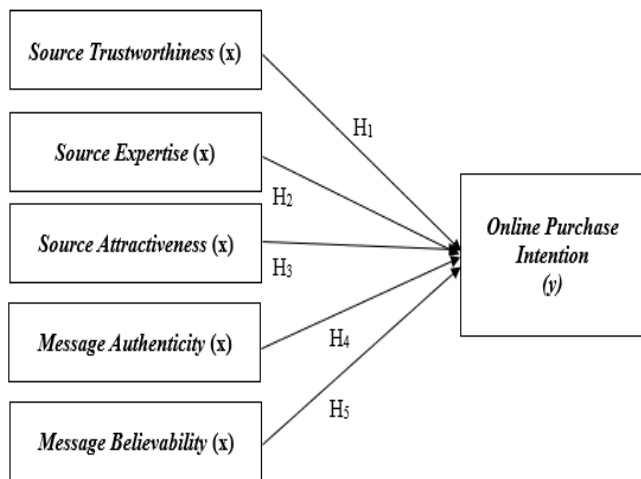 Source Trustworthiness (x)
H1
Source Expertise (x)
H2
Source Attractiveness (x)
H3
Online Purchase
Intention
(y)
Message Authenticity (x)
H4
Message Believability (x)
H5